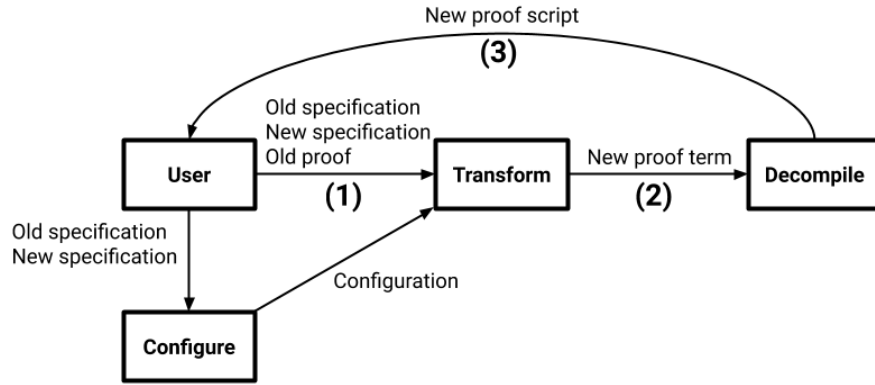 New proof script
(3)
Old specification
New specification
Old proof
User
(1)
Transform
New proof term
(2)
Decompile
Old specification
New specification
Configuration
Configure